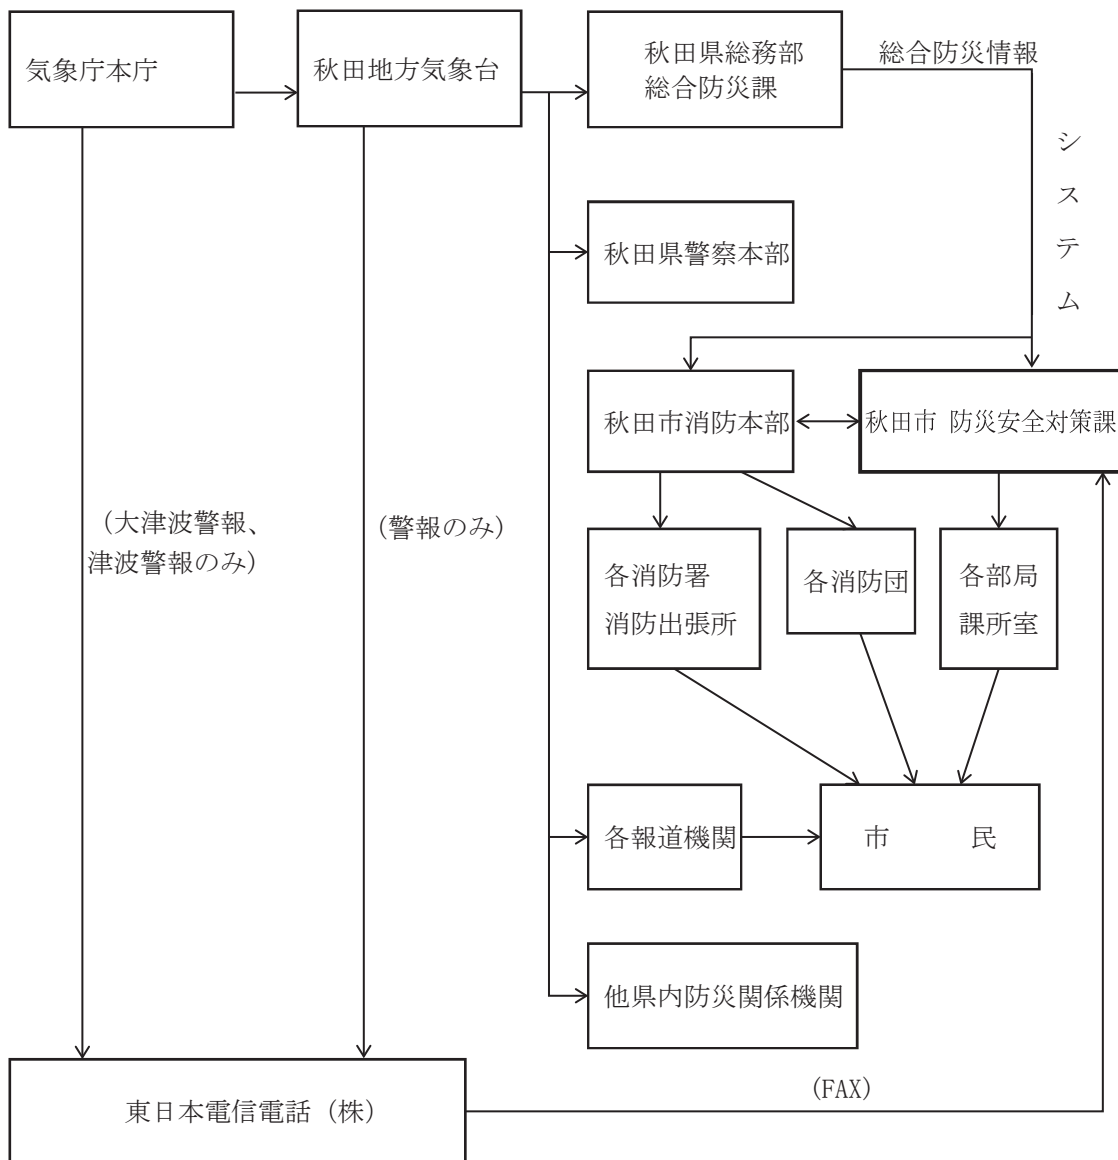 気象庁本庁
秋田地方気象台
秋田県総務部
総合防災課
総合防災情報
システム
秋田県警察本部
秋田市消防本部
秋田市 防災安全対策課
(大津波警報、
津波警報のみ)
(警報のみ)
各消防署
消防出張所
各消防団
各部局
課所室
各報道機関
市 民
他県内防災関係機関
東日本電信電話(株)
(FAX)